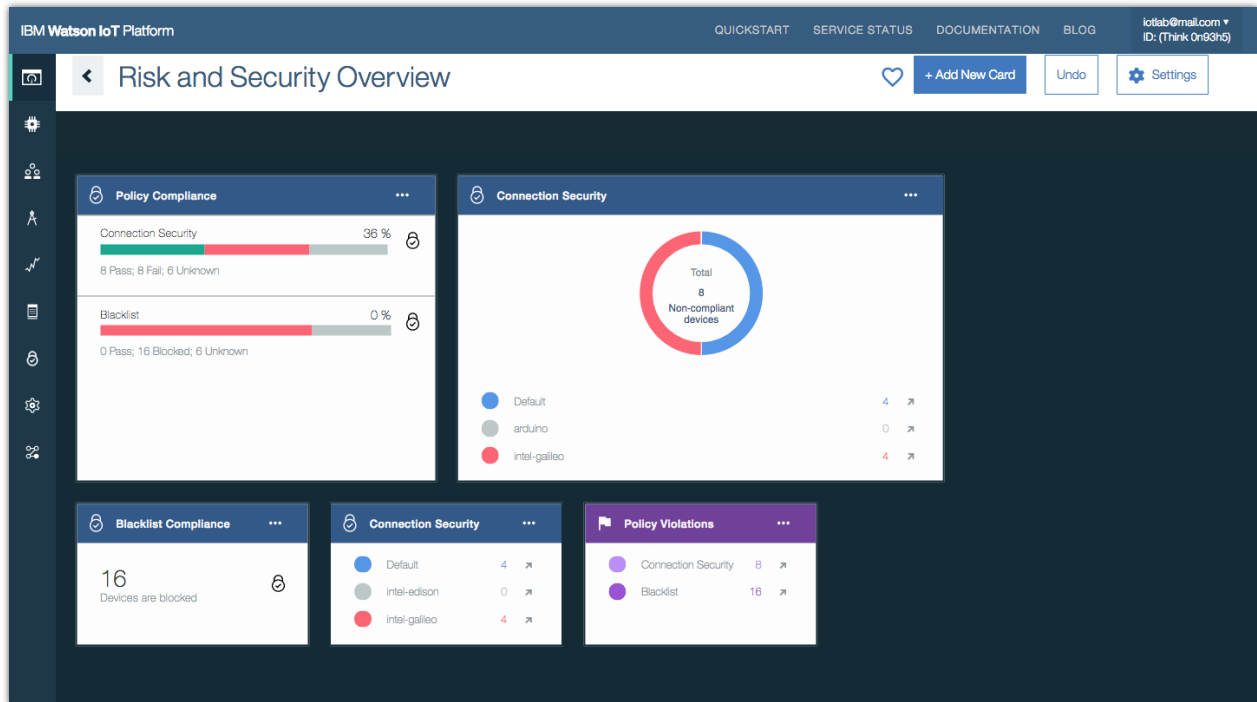 IBM Watson IoT Platform
QUICKSTART SERVICE STATUS DOCUMENTATION BLOG
iotlab@mail.com ▾
ID: (Think 0n93h5)
Risk and Security Overview
+ Add New Card
Undo
Settings
Policy Compliance
Connection Security 36 %
8 Pass; 8 Fail; 6 Unknown
Blacklist 0 %
0 Pass; 16 Blocked; 6 Unknown
Connection Security
Total
8
Non-compliant
devices
Default 4
arduino 0
intel-galileo 4
Blacklist Compliance
16
Devices are blocked
Connection Security
Default 4
intel-edison 0
intel-galileo 4
Policy Violations
Connection Security 8
Blacklist 16